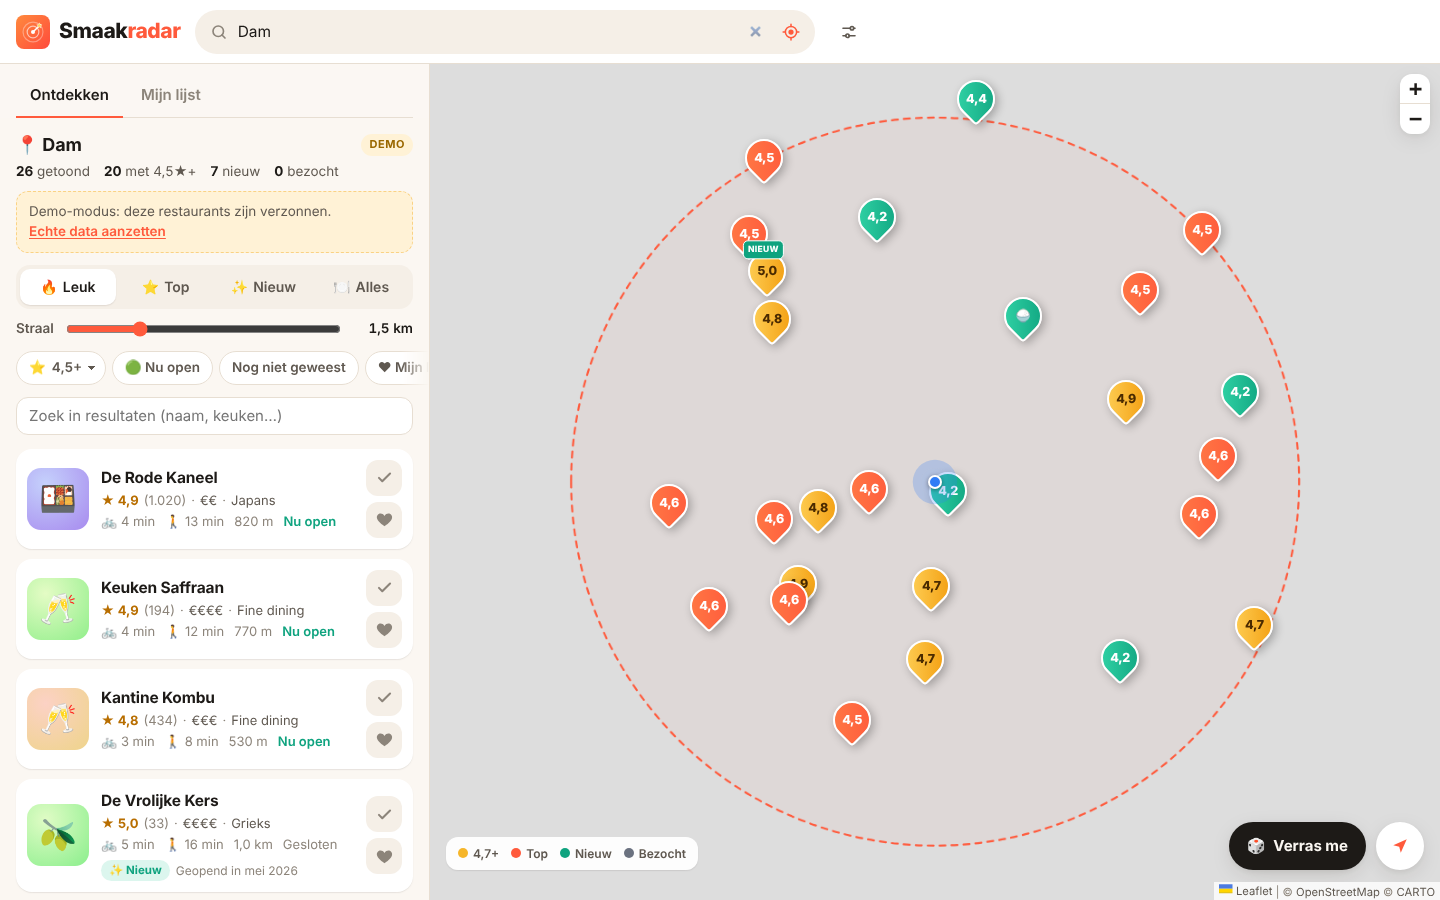 Smaakradar
Dam
Ontdekken
Mijn lijst
Dam
DEMO
26 getoond 20 met 4,5★+ 7 nieuw 0 bezocht
Demo-modus: deze restaurants zijn verzonnen.
Echte data aanzetten
🔥 Leuk
⭐ Top
✨ Nieuw
🍽️ Alles
Straal
1,5 km
⭐ 4,5+
Nu open
Nog niet geweest
♥ Mijn
Zoek in resultaten (naam, keuken...)
De Rode Kaneel
★ 4,9 (1.020) · €€ · Japans
🚲 4 min 🚶 13 min 820 m Nu open
Keuken Saffraan
★ 4,9 (194) · €€€€ · Fine dining
🚲 4 min 🚶 12 min 770 m Nu open
Kantine Kombu
★ 4,8 (434) · €€€ · Fine dining
🚲 3 min 🚶 8 min 530 m Nu open
De Vrolijke Kers
★ 5,0 (33) · €€€€ · Grieks
🚲 5 min 🚶 16 min 1,0 km Gesloten
✨ Nieuw Geopend in mei 2026
+
−
4,4
4,5
4,2
4,5
4,5
NIEUW
5,0
4,5
4,8
4,9
4,2
4,6
4,6
4,2
4,6
4,8
4,6
4,6
4,7
4,6
4,6
4,7
4,7
4,2
4,5
4,7+
Top
Nieuw
Bezocht
Verras me
Leaflet | © OpenStreetMap © CARTO